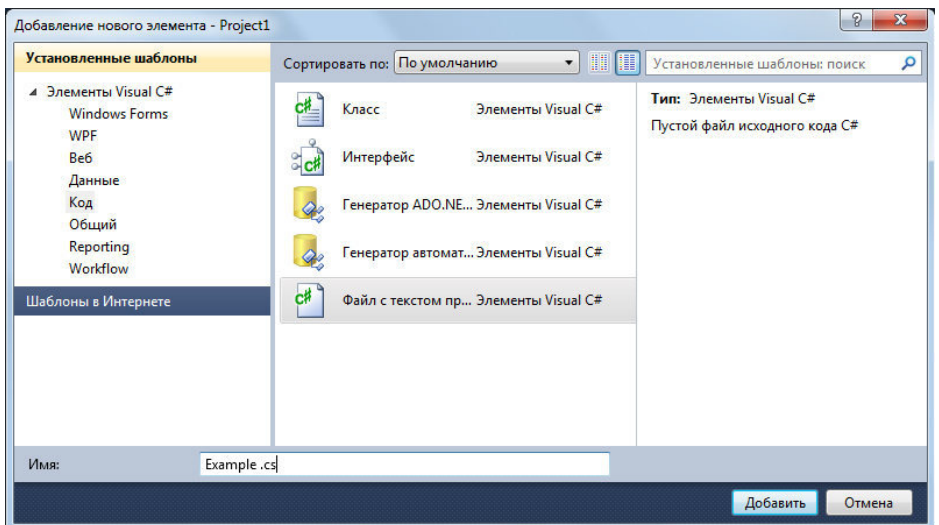 Добавление нового элемента - Project1
Установленные шаблоны
Сортировать по: По умолчанию
Установленные шаблоны: поиск
Элементы Visual C#
Windows Forms
WPF
Веб
Данные
Код
Общий
Reporting
Workflow
Шаблоны в Интернете
Класс Элементы Visual C#
Интерфейс Элементы Visual C#
Генератор ADO.NE... Элементы Visual C#
Генератор автомат... Элементы Visual C#
Файл с текстом пр... Элементы Visual C#
Тип: Элементы Visual C#
Пустой файл исходного кода C#
Имя: Example .cs
Добавить Отмена